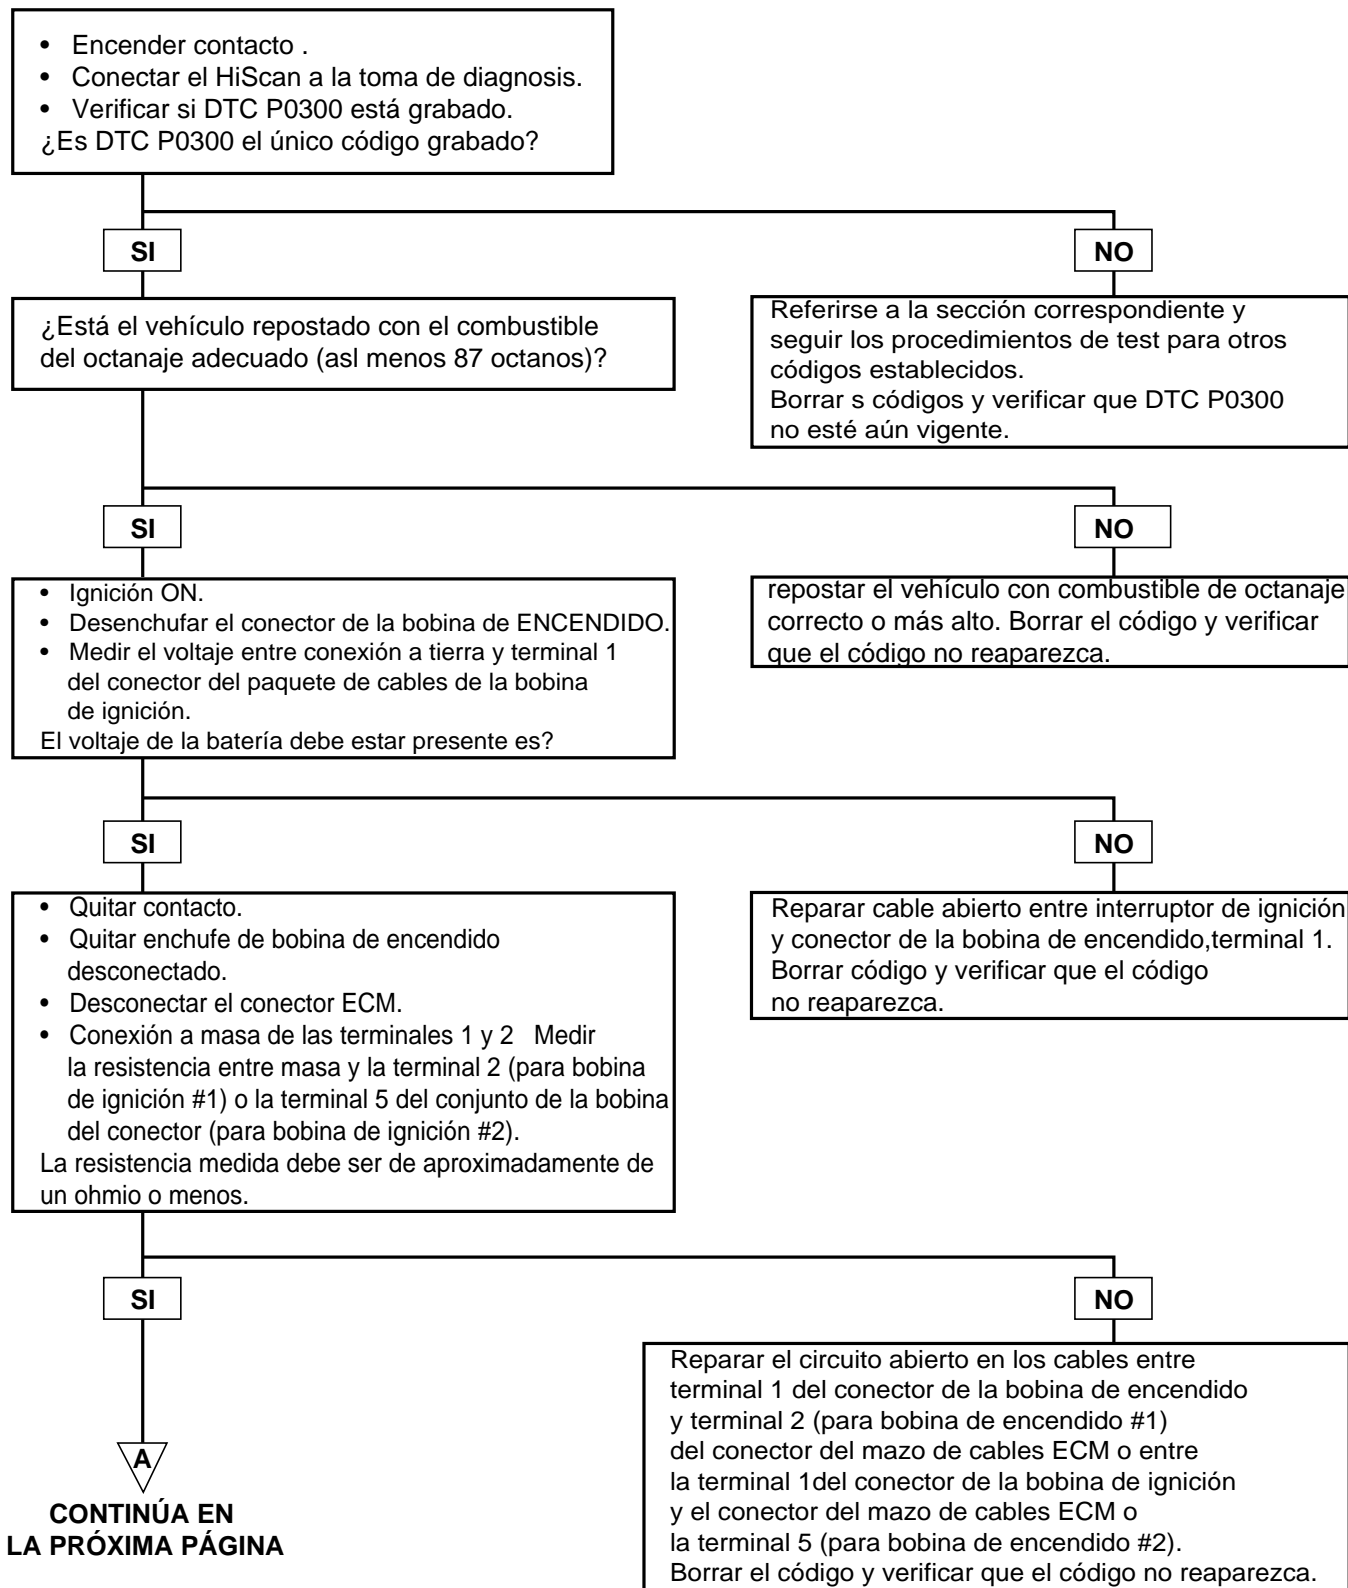 • Encender contacto .
• Conectar el HiScan a la toma de diagnosis.
• Verificar si DTC P0300 está grabado.
¿Es DTC P0300 el único código grabado?
SI
NO
¿Está el vehículo repostado con el combustible
del octanaje adecuado (asl menos 87 octanos)?
Referirse a la sección correspondiente y
seguir los procedimientos de test para otros
códigos establecidos.
Borrar s códigos y verificar que DTC P0300
no esté aún vigente.
SI
NO
• Ignición ON.
• Desenchufar el conector de la bobina de ENCENDIDO.
• Medir el voltaje entre conexión a tierra y terminal 1
del conector del paquete de cables de la bobina
de ignición.
El voltaje de la batería debe estar presente es?
repostar el vehículo con combustible de octanaje
correcto o más alto. Borrar el código y verificar
que el código no reaparezca.
SI
NO
• Quitar contacto.
• Quitar enchufe de bobina de encendido
desconectado.
• Desconectar el conector ECM.
• Conexión a masa de las terminales 1 y 2 Medir
la resistencia entre masa y la terminal 2 (para bobina
de ignición #1) o la terminal 5 del conjunto de la bobina
del conector (para bobina de ignición #2).
La resistencia medida debe ser de aproximadamente de
un ohmio o menos.
Reparar cable abierto entre interruptor de ignición
y conector de la bobina de encendido,terminal 1.
Borrar código y verificar que el código
no reaparezca.
SI
NO
A
CONTINÚA EN
LA PRÓXIMA PÁGINA
Reparar el circuito abierto en los cables entre
terminal 1 del conector de la bobina de encendido
y terminal 2 (para bobina de encendido #1)
del conector del mazo de cables ECM o entre
la terminal 1del conector de la bobina de ignición
y el conector del mazo de cables ECM o
la terminal 5 (para bobina de encendido #2).
Borrar el código y verificar que el código no reaparezca.